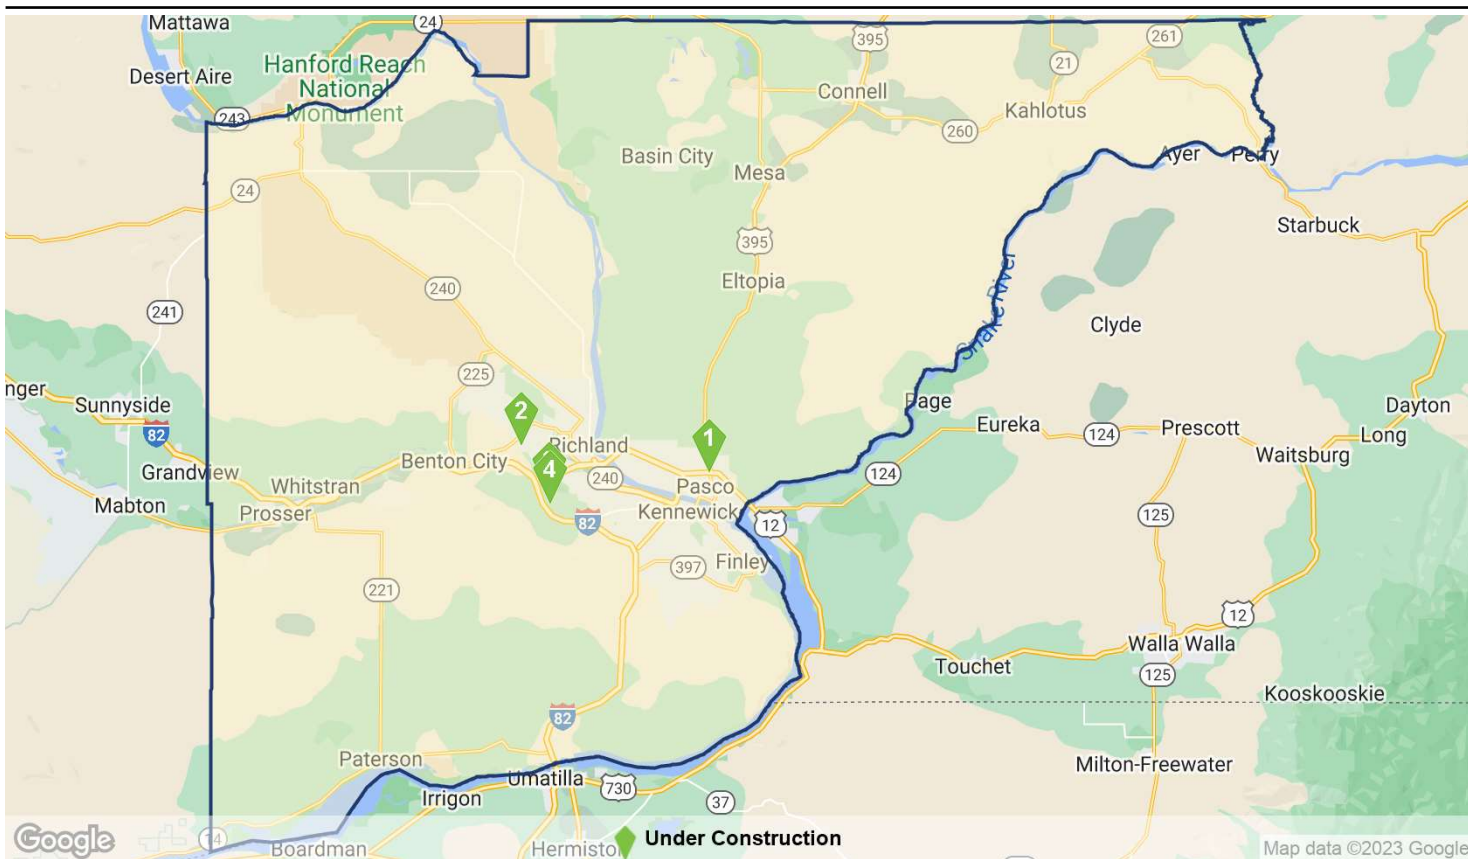 Mattawa
24
261
395
Desert Aire
Hanford Reach
National
Monument
21
Connell
Kahlotus
243
260
Basin City
Ayer
Perry
Mesa
24
Starbuck
395
Eltopia
240
Snake River
241
Clyde
225
nger
Sunnyside
82
2
Page
Dayton
1
Eureka
124
Prescott
Long
Richland
Waitsburg
Benton City
Grandview
4
240
124
Whitstran
Pasco
Mabton
Prosser
Kennewick
82
12
125
Finley
397
221
12
Walla Walla
Touchet
125
Kooskooskie
82
Paterson
Milton-Freewater
Umatilla
730
Irrigon
37
Google
14
Boardman
Hermiston
Under Construction
Map data ©2023 Google